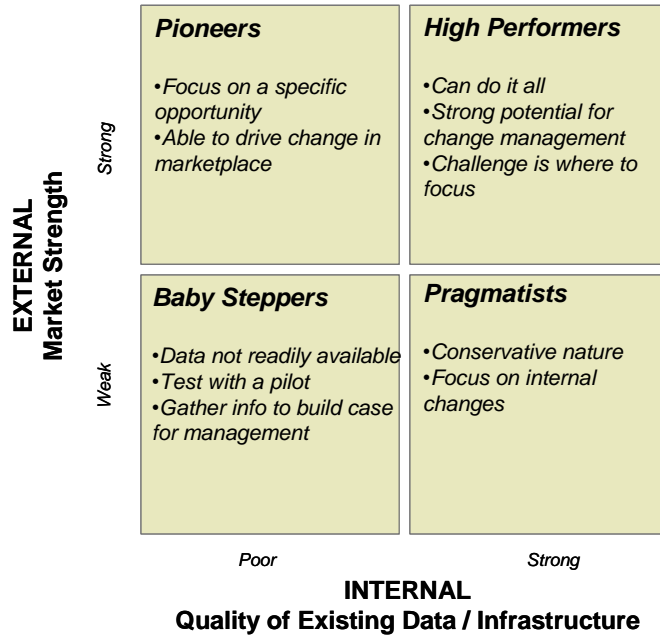 Pioneers
•Focus on a specific
opportunity
•Able to drive change in
marketplace
High Performers
•Can do it all
•Strong potential for
change management
•Challenge is where to
focus
Strong
EXTERNAL
Market Strength
Weak
Baby Steppers
•Data not readily available
•Test with a pilot
•Gather info to build case
for management
Pragmatists
•Conservative nature
•Focus on internal
changes
Poor
Strong
INTERNAL
Quality of Existing Data / Infrastructure